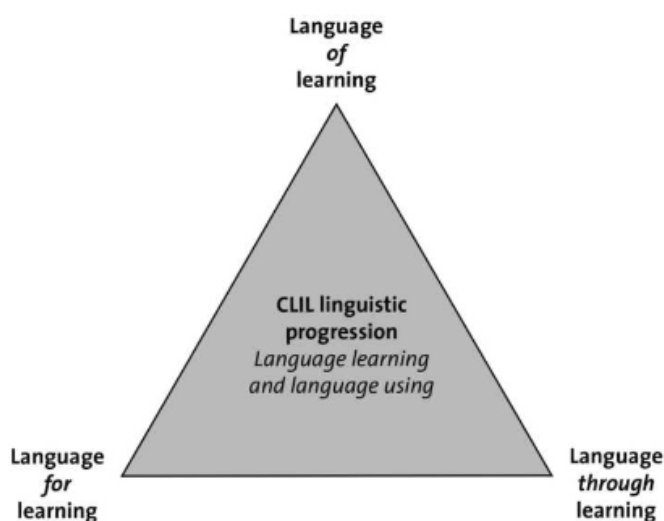 Language
of
learning
CLIL linguistic
progression
Language learning
and language using
Language
for
learning
Language
through
learning